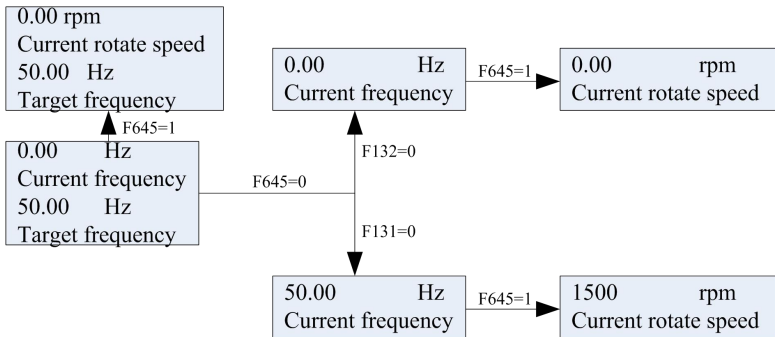 0.00 rpm
Current rotate speed
50.00 Hz
Target frequency
F645=1
0.00 Hz
Current frequency
50.00 Hz
Target frequency
F645=0
F132=0
F131=0
0.00 Hz
Current frequency
F645=1
0.00 rpm
Current rotate speed
50.00 Hz
Current frequency
F645=1
1500 rpm
Current rotate speed